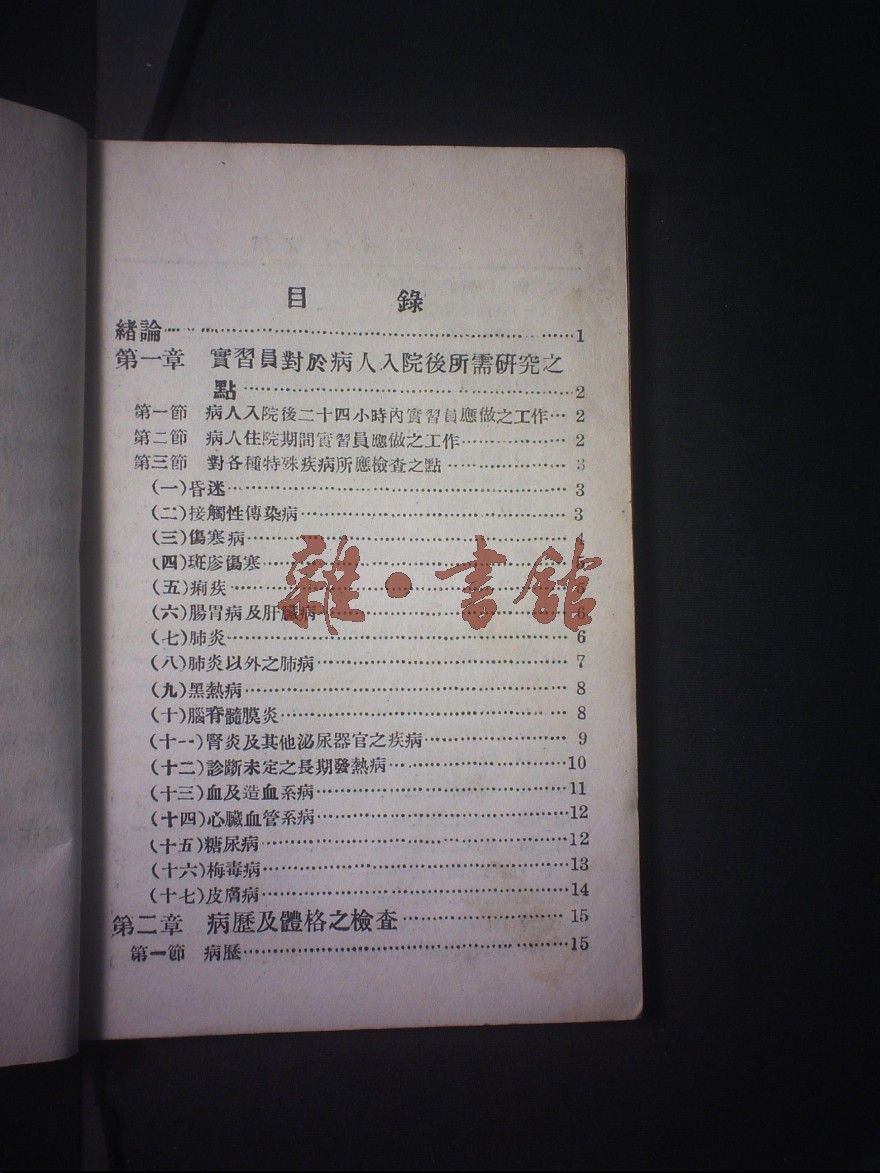 目　錄
緒論……………………………………1
第一章　實習員對於病人入院後所需研究之
點……………………………………2
第一節　病人入院後二十四小時內實習員應做之工作…2
第二節　病人住院期間實習員應做之工作……………2
第三節　對各種特殊疾病所應檢查之點………………3
(一)昏迷……………………………………3
(二)接觸性傳染病……………………………………3
(三)傷寒病……………………………………4
(四)斑疹傷寒……………………………………5
(五)痢疾……………………………………5
(六)腸胃病及肝臟病……………………………………6
(七)肺炎……………………………………6
(八)肺炎以外之肺病……………………………………7
(九)黑熱病……………………………………8
(十)腦脊髓膜炎……………………………………8
(十一)腎炎及其他泌尿器官之疾病………………9
(十二)診斷未定之長期發熱病……………………10
(十三)血及造血系病……………………………………11
(十四)心臟血管系病……………………………………12
(十五)糖尿病……………………………………12
(十六)梅毒病……………………………………13
(十七)皮膚病……………………………………14
第二章　病歷及體格之檢查……………………15
第一節　病歷……………………………………15
雜·書館